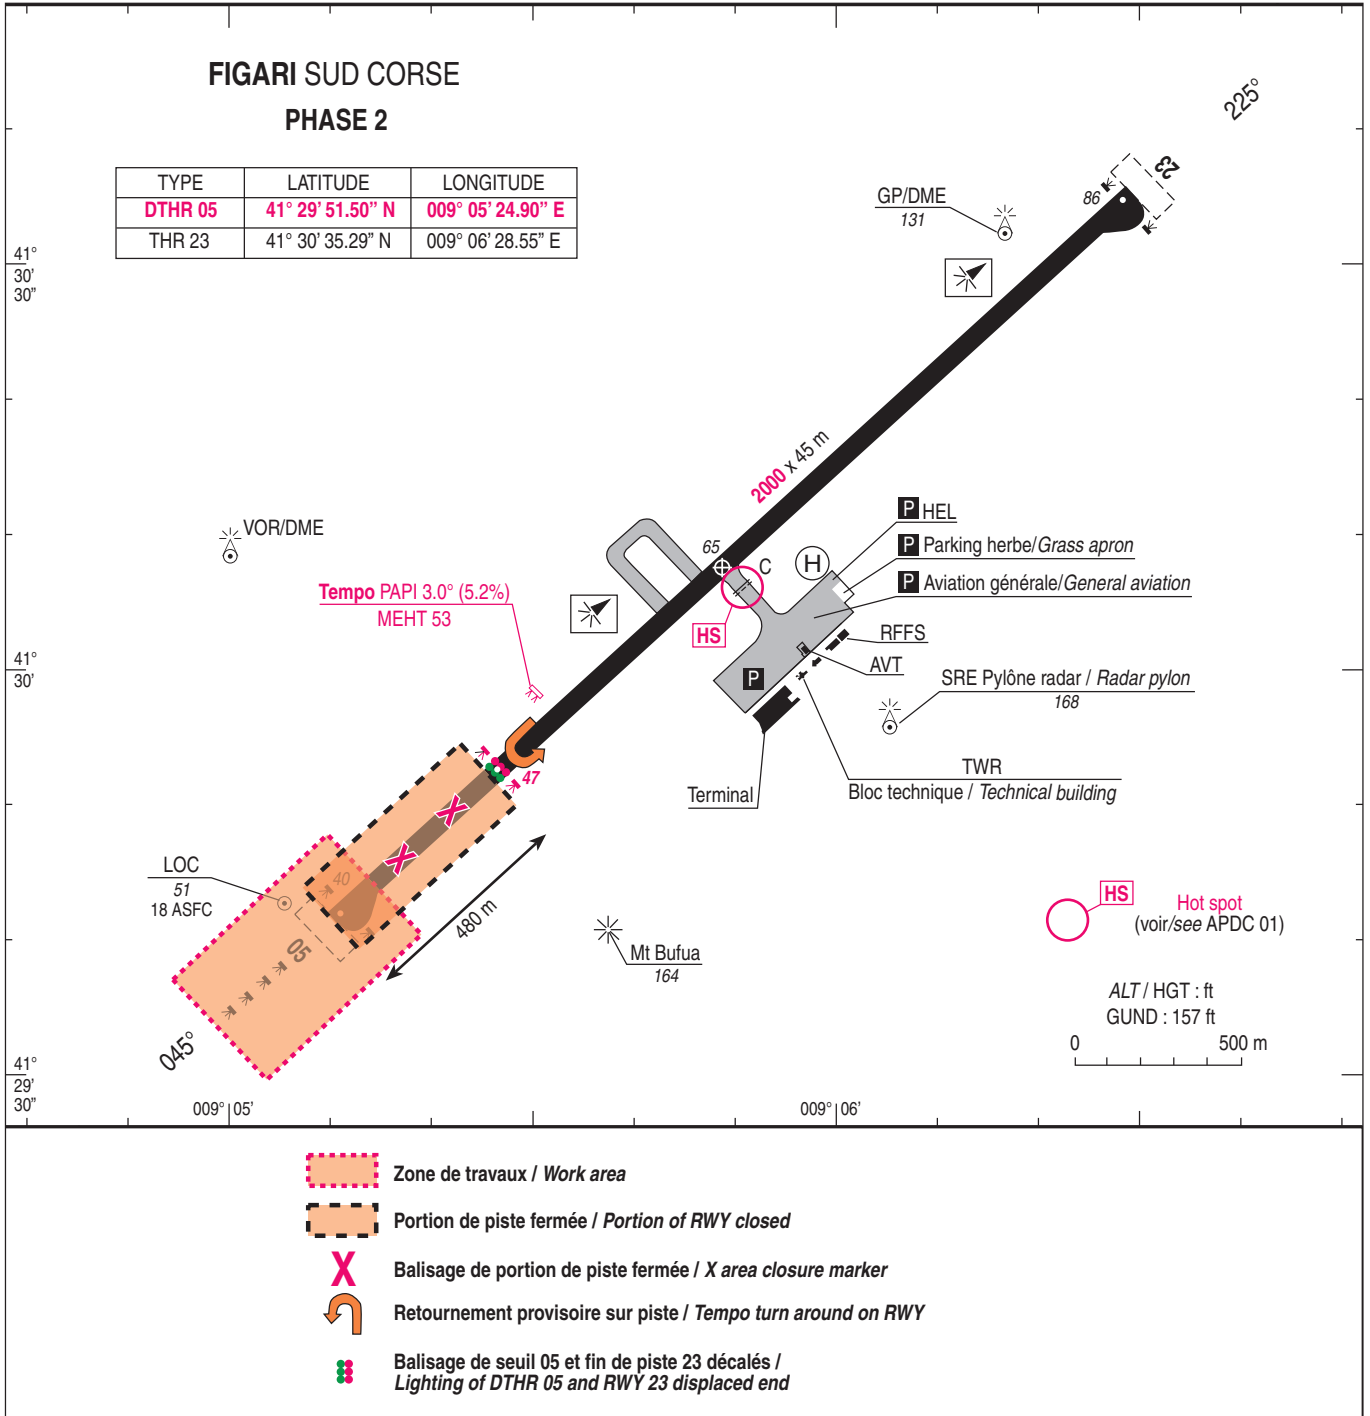 FIGARI SUD CORSE
PHASE 2
225°
TYPE LATITUDE LONGITUDE
DTHR 05 41° 29’ 51.50” N 009° 05’ 24.90” E
THR 23 41° 30’ 35.29” N 009° 06’ 28.55” E
23
86
GP/DME
131
41°
30’
30”
2000 x 45 m
VOR/DME
65
C
H
P HEL
P Parking herbe/Grass apron
P Aviation générale/General aviation
Tempo PAPI 3.0° (5.2%)
MEHT 53
HS
RFFS
AVT
41°
30’
P
SRE Pylône radar / Radar pylon
168
47
TWR
Bloc technique / Technical building
Terminal
X
X
LOC
51
18 ASFC
40
480 m
05
HS
Hot spot
(voir/see APDC 01)
Mt Bufua
164
ALT / HGT : ft
GUND : 157 ft
0 500 m
045°
41°
29’
30”
009° 05’
009° 06’
Zone de travaux / Work area
Portion de piste fermée / Portion of RWY closed
X Balisage de portion de piste fermée / X area closure marker
Retournement provisoire sur piste / Tempo turn around on RWY
Balisage de seuil 05 et fin de piste 23 décalés /
Lighting of DTHR 05 and RWY 23 displaced end